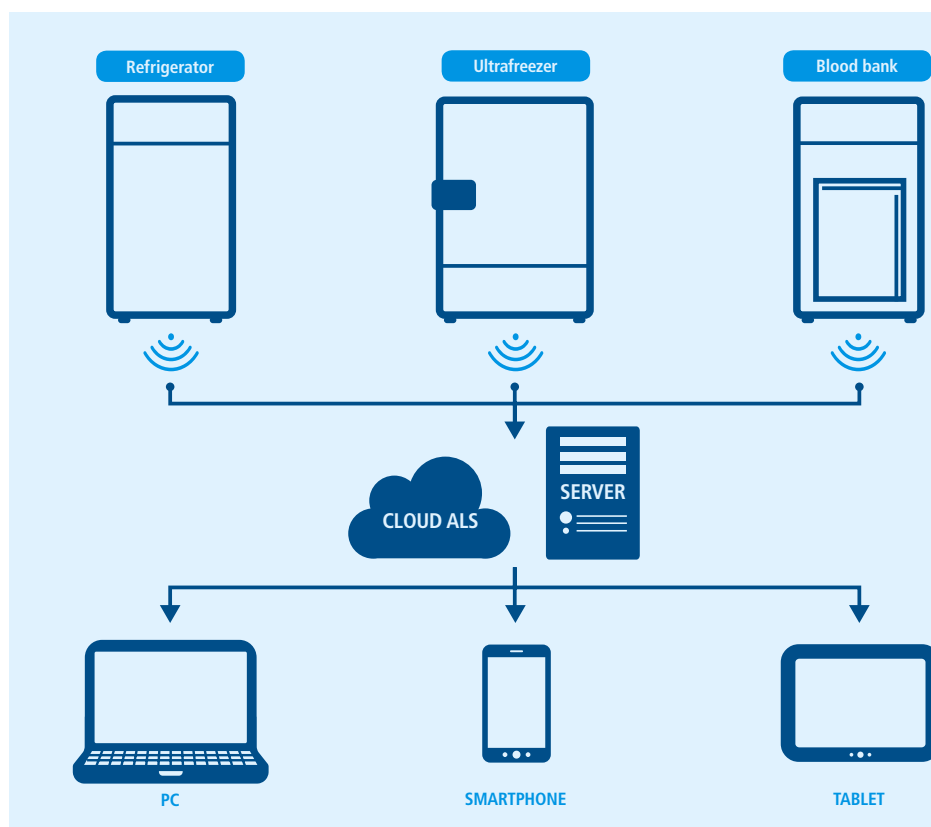 Refrigerator
Ultrafreezer
Blood bank
CLOUD ALS
SERVER
PC
SMARTPHONE
TABLET